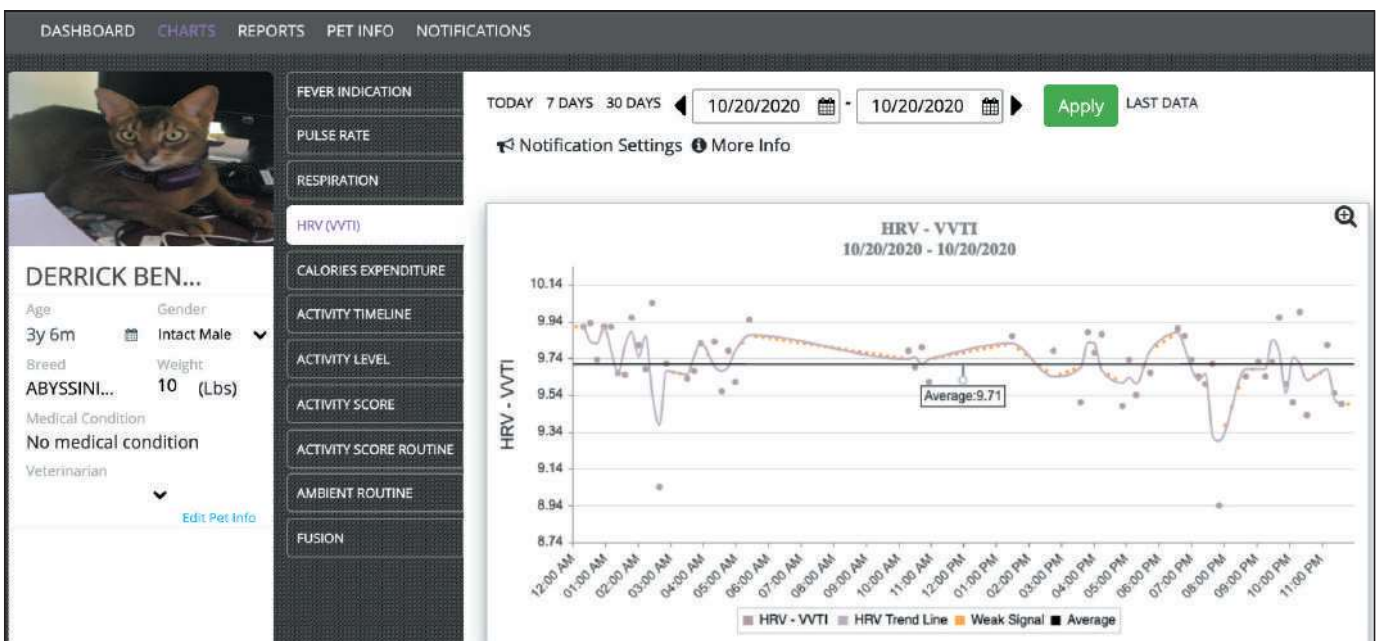 DASHBOARD CHARTS REPORTS PET INFO NOTIFICATIONS
DERRICK BEN...
Age Gender
3y 6m Intact Male
Breed Weight
ABYSSINI... 10 (Lbs)
Medical Condition
No medical condition
Veterinarian
Edit Pet Info
FEVER INDICATION
PULSE RATE
RESPIRATION
HRV (VVTI)
CALORIES EXPENDITURE
ACTIVITY TIMELINE
ACTIVITY LEVEL
ACTIVITY SCORE
ACTIVITY SCORE ROUTINE
AMBIENT ROUTINE
FUSION
TODAY 7 DAYS 30 DAYS 10/20/2020 - 10/20/2020 Apply LAST DATA
Notification Settings More Info
HRV - VVTI
10/20/2020 - 10/20/2020
HRV - VVTI
10.14
9.94
9.74
9.54
9.34
9.14
8.94
8.74
Average:9.71
12:00 AM 01:00 AM 02:00 AM 03:00 AM 04:00 AM 05:00 AM 06:00 AM 07:00 AM 08:00 AM 09:00 AM 10:00 AM 11:00 AM 12:00 PM 01:00 PM 02:00 PM 03:00 PM 04:00 PM 05:00 PM 06:00 PM 07:00 PM 08:00 PM 09:00 PM 10:00 PM 11:00 PM
HRV - VVTI HRV Trend Line Weak Signal Average